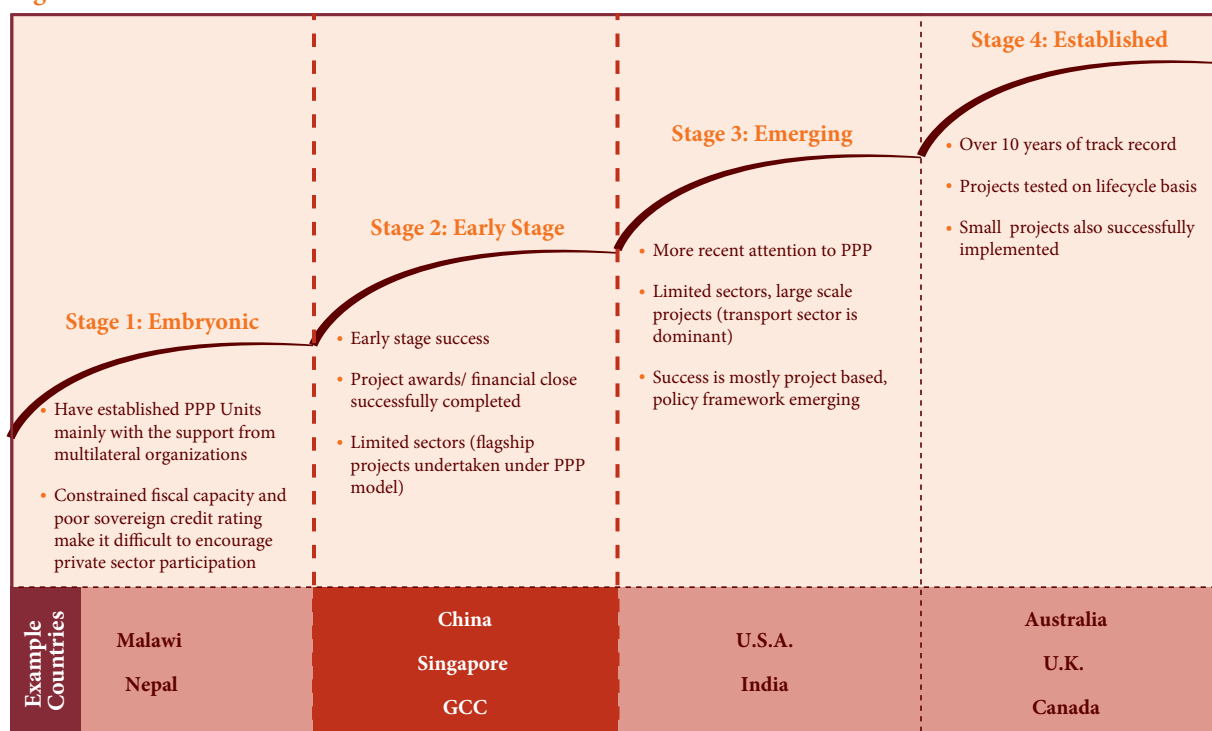 Stage 1: Embryonic
• Have established PPP Units
mainly with the support from
multilateral organizations
• Constrained fiscal capacity and
poor sovereign credit rating
make it difficult to encourage
private sector participation
Stage 2: Early Stage
• Early stage success
• Project awards/ financial close
successfully completed
• Limited sectors (flagship
projects undertaken under PPP
model)
Stage 3: Emerging
• More recent attention to PPP
• Limited sectors, large scale
projects (transport sector is
dominant)
• Success is mostly project based,
policy framework emerging
Stage 4: Established
• Over 10 years of track record
• Projects tested on lifecycle basis
• Small projects also successfully
implemented
Example
Countries
Malawi
Nepal
China
Singapore
GCC
U.S.A.
India
Australia
U.K.
Canada